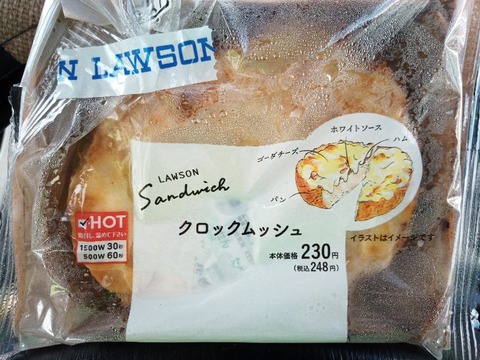 N LAWSON
LAWSON
Sandwich
ホワイトソース
ゴーダチーズ
ハム
パン
クロックムッシュ
イラストはイメージです
本体価格 230円
(税込248円)
HOT
1500W 30秒
500W 60秒